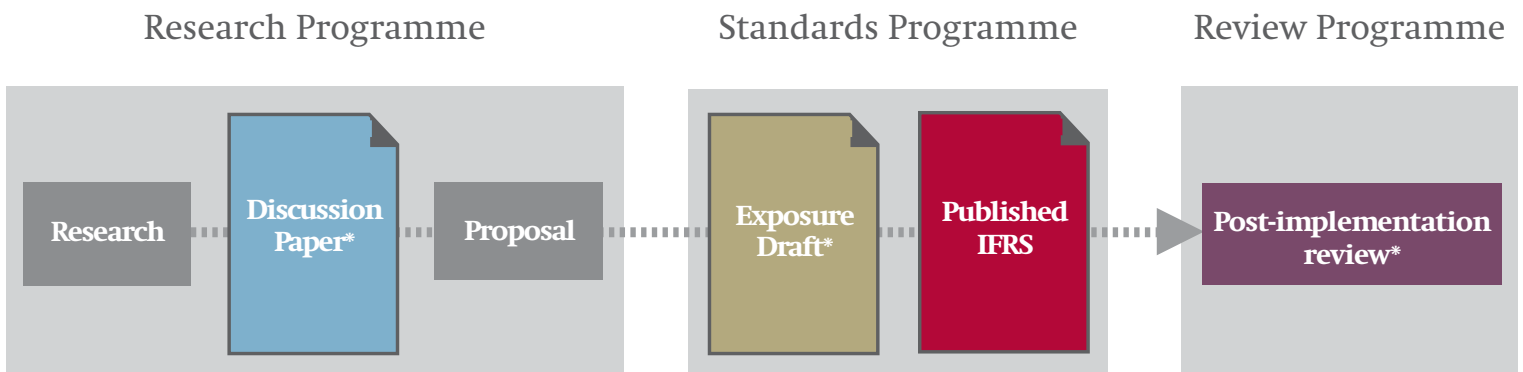 Research Programme
Standards Programme
Review Programme
Research
Discussion
Paper*
Proposal
Exposure
Draft*
Published
IFRS
Post-implementation
review*